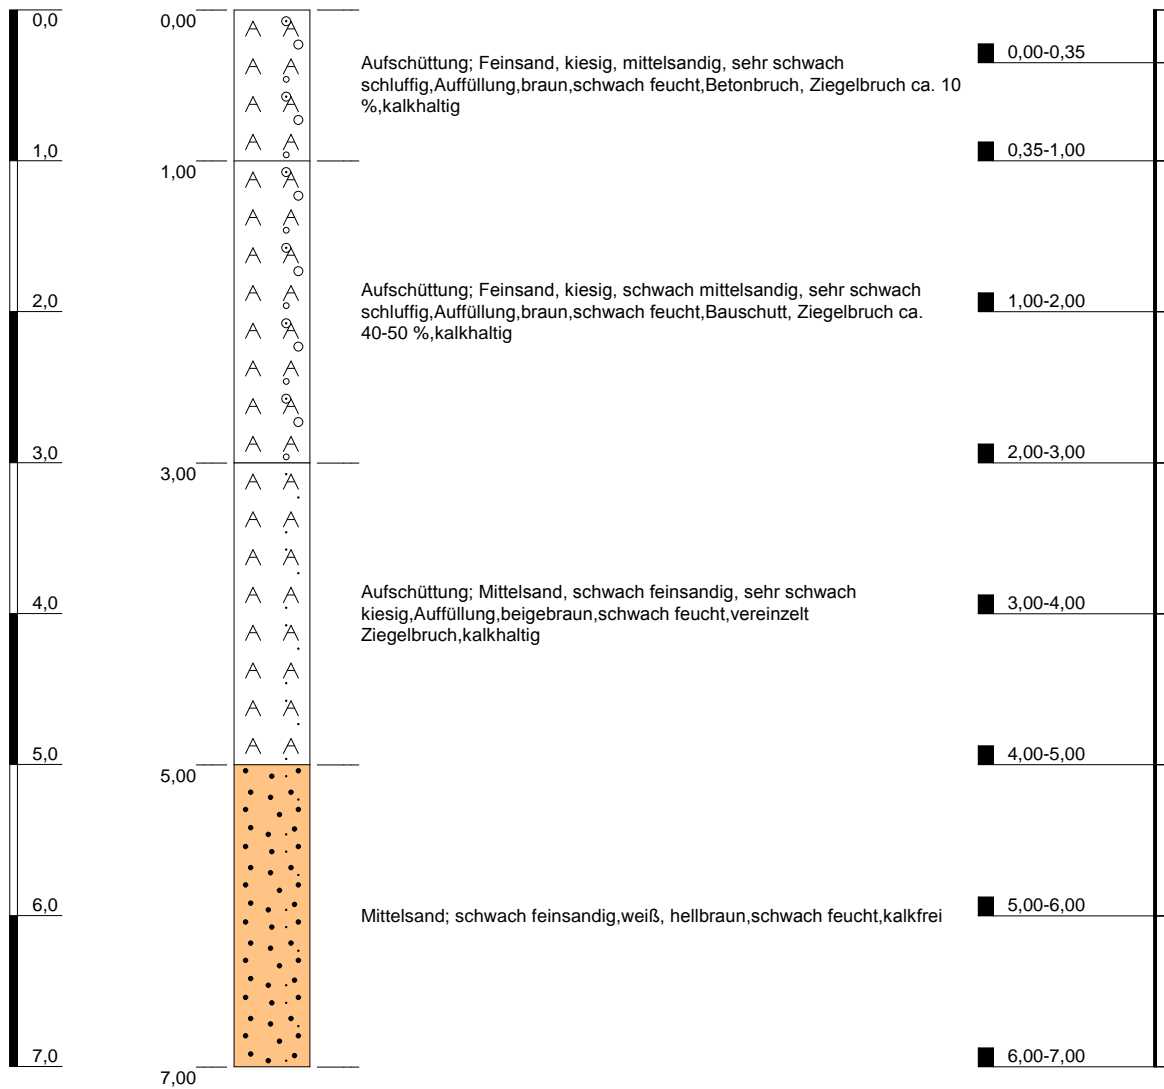 0,0
0,00
Aufschüttung; Feinsand, kiesig, mittelsandig, sehr schwach
schluffig,Auffüllung,braun,schwach feucht,Betonbruch, Ziegelbruch ca. 10
%,kalkhaltig
0,00-0,35
0,35-1,00
1,0
1,00
Aufschüttung; Feinsand, kiesig, schwach mittelsandig, sehr schwach
schluffig,Auffüllung,braun,schwach feucht,Bauschutt, Ziegelbruch ca.
40-50 %,kalkhaltig
2,0
1,00-2,00
3,0
2,00-3,00
3,00
Aufschüttung; Mittelsand, schwach feinsandig, sehr schwach
kiesig,Auffüllung,beigebraun,schwach feucht,vereinzelt
Ziegelbruch,kalkhaltig
4,0
3,00-4,00
5,0
4,00-5,00
5,00
6,0
Mittelsand; schwach feinsandig,weiß, hellbraun,schwach feucht,kalkfrei
5,00-6,00
7,0
6,00-7,00
7,00